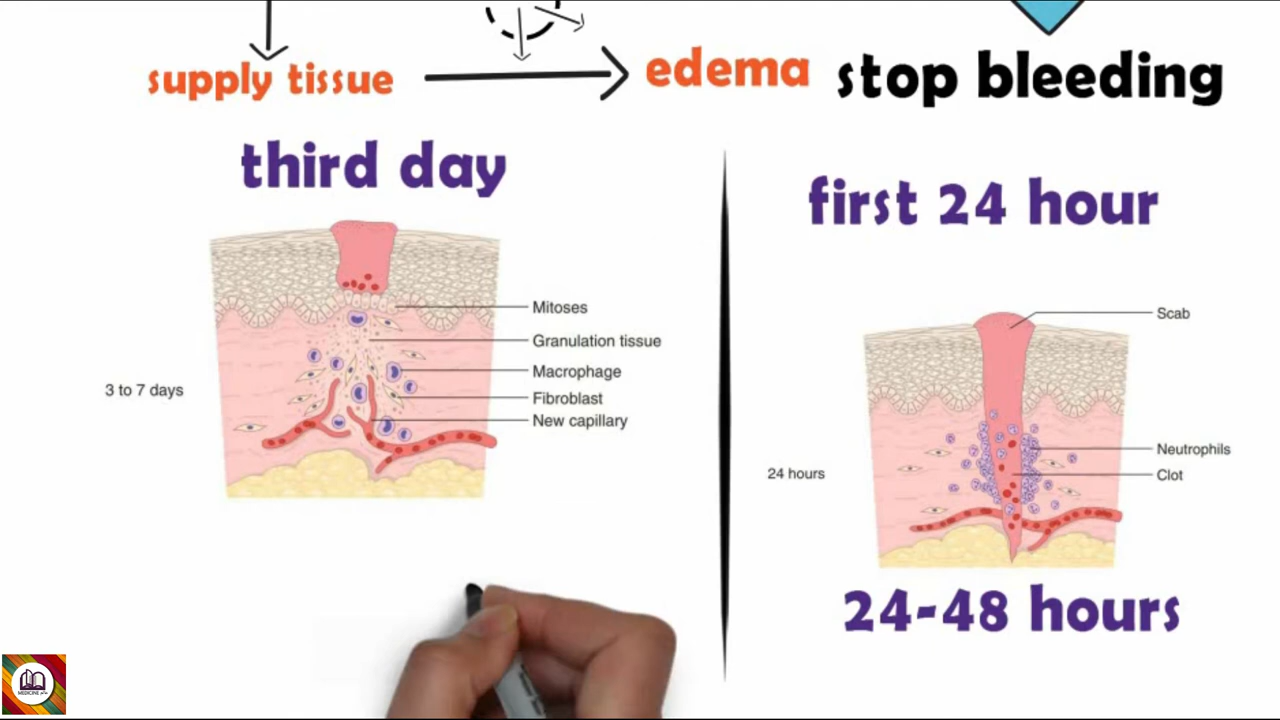 supply tissue
edema
stop bleeding
third day
Mitoses
Granulation tissue
Macrophage
Fibroblast
New capillary
3 to 7 days
first 24 hour
Scab
Neutrophils
Clot
24 hours
24-48 hours
MEDICINE